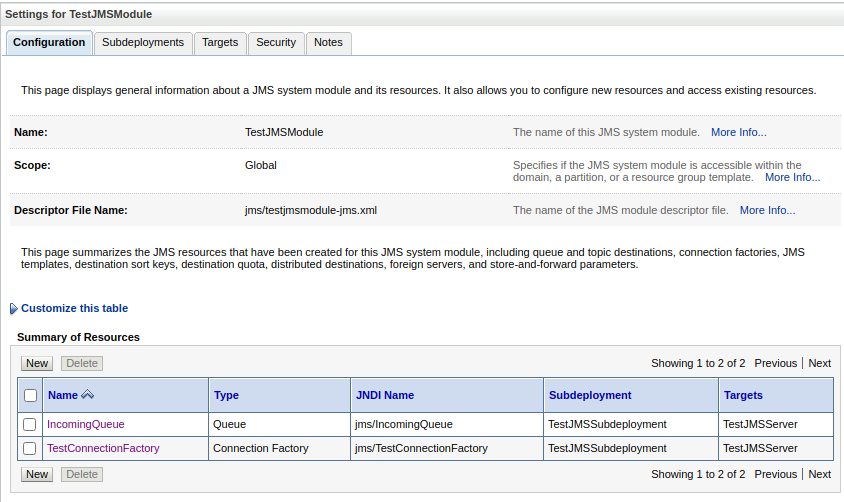 Settings for TestJMSModule
Configuration Subdeployments Targets Security Notes
This page displays general information about a JMS system module and its resources. It also allows you to configure new resources and access existing resources.
Name: TestJMSModule The name of this JMS system module. More Info...
Scope: Global Specifies if the JMS system module is accessible within the
domain, a partition, or a resource group template. More Info...
Descriptor File Name: jms/testjmsmodule-jms.xml The name of the JMS module descriptor file. More Info...
This page summarizes the JMS resources that have been created for this JMS system module, including queue and topic destinations, connection factories, JMS
templates, destination sort keys, destination quota, distributed destinations, foreign servers, and store-and-forward parameters.
Customize this table
Summary of Resources
New Delete Showing 1 to 2 of 2 Previous | Next
Name Type JNDI Name Subdeployment Targets
IncomingQueue Queue jms/IncomingQueue TestJMSSubdeployment TestJMSServer
TestConnectionFactory Connection Factory jms/TestConnectionFactory TestJMSSubdeployment TestJMSServer
New Delete Showing 1 to 2 of 2 Previous | Next